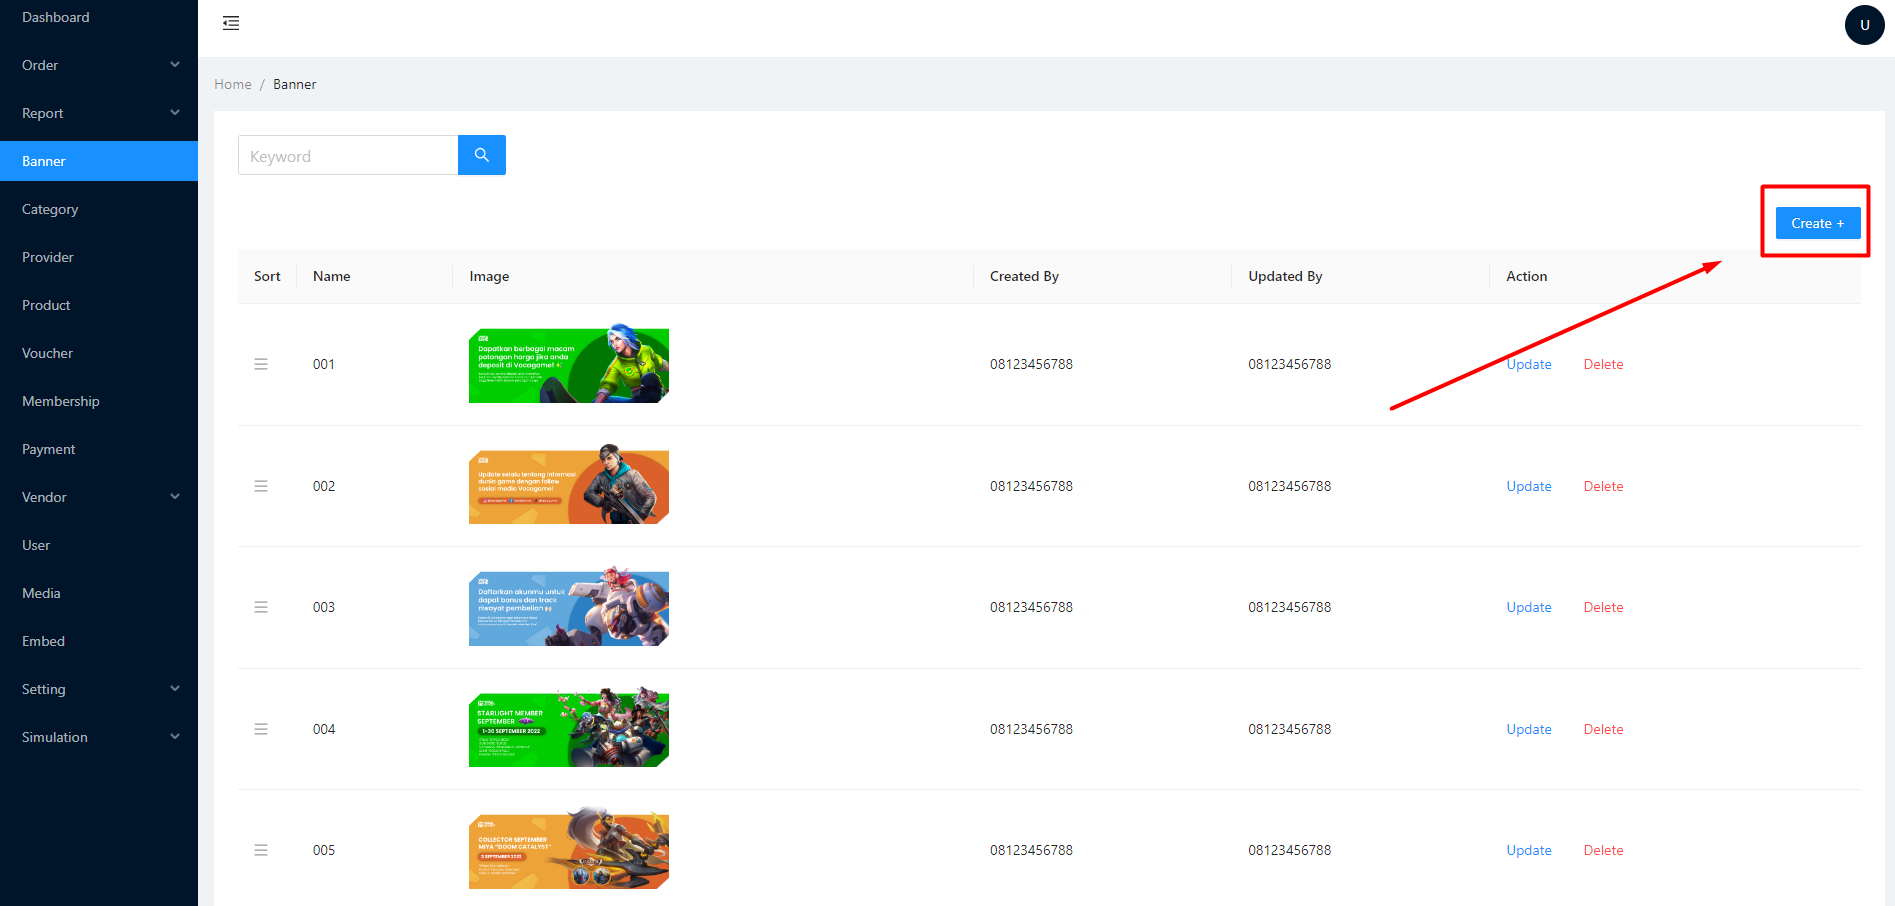 Dashboard
Order
Report
Banner
Category
Provider
Product
Voucher
Membership
Payment
Vendor
User
Media
Embed
Setting
Simulation
U
Home / Banner
Keyword
Create +
Sort Name Image Created By Updated By Action
001
Dapatkan berbagai macam
potongan harga jika anda
deposit di Vocagame!
08123456788 08123456788 Update Delete
002
Update selalu tentang informasi
dunia game dengan follow
sosial media Vocagame!
08123456788 08123456788 Update Delete
003
Daftarkan akunmu untuk
dapat bonus dan track
riwayat pembelian
08123456788 08123456788 Update Delete
004
STARLIGHT MEMBER
SEPTEMBER
1-30 SEPTEMBER 2022
08123456788 08123456788 Update Delete
005
COLLECTOR SEPTEMBER
MIYA "DOOM CATALYST"
3 SEPTEMBER 2022
08123456788 08123456788 Update Delete